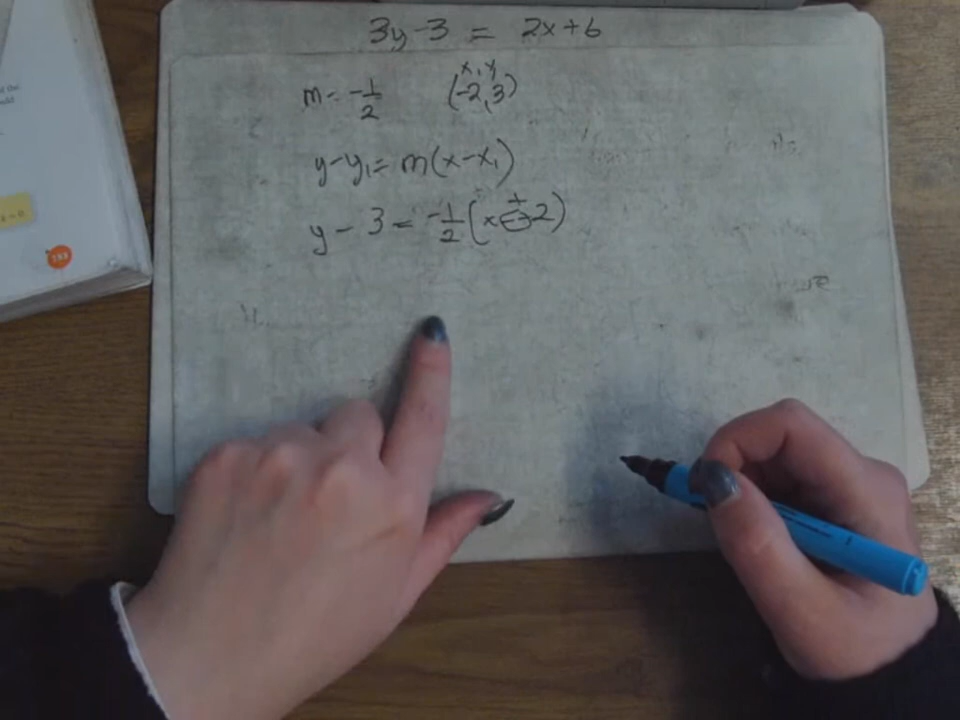 3y-3 = 2x+6
m = -1/2 (-2,3) x,y
y-y₁ = m(x-x₁)
y - 3 = -1/2(x--2) +